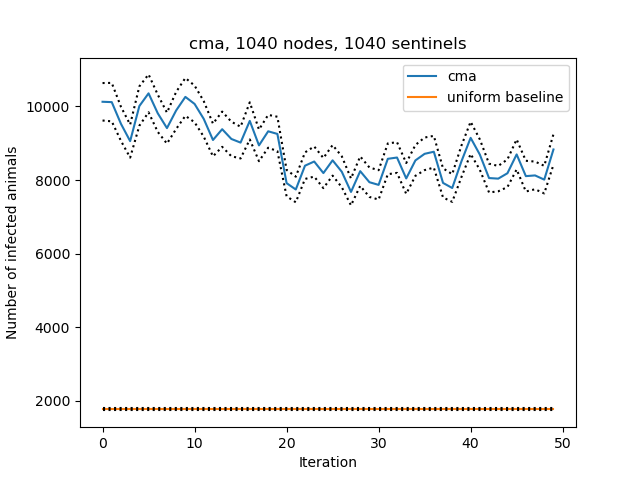 cma, 1040 nodes, 1040 sentinels
cma
uniform baseline
Number of infected animals
10000
8000
6000
4000
2000
0 10 20 30 40 50
Iteration